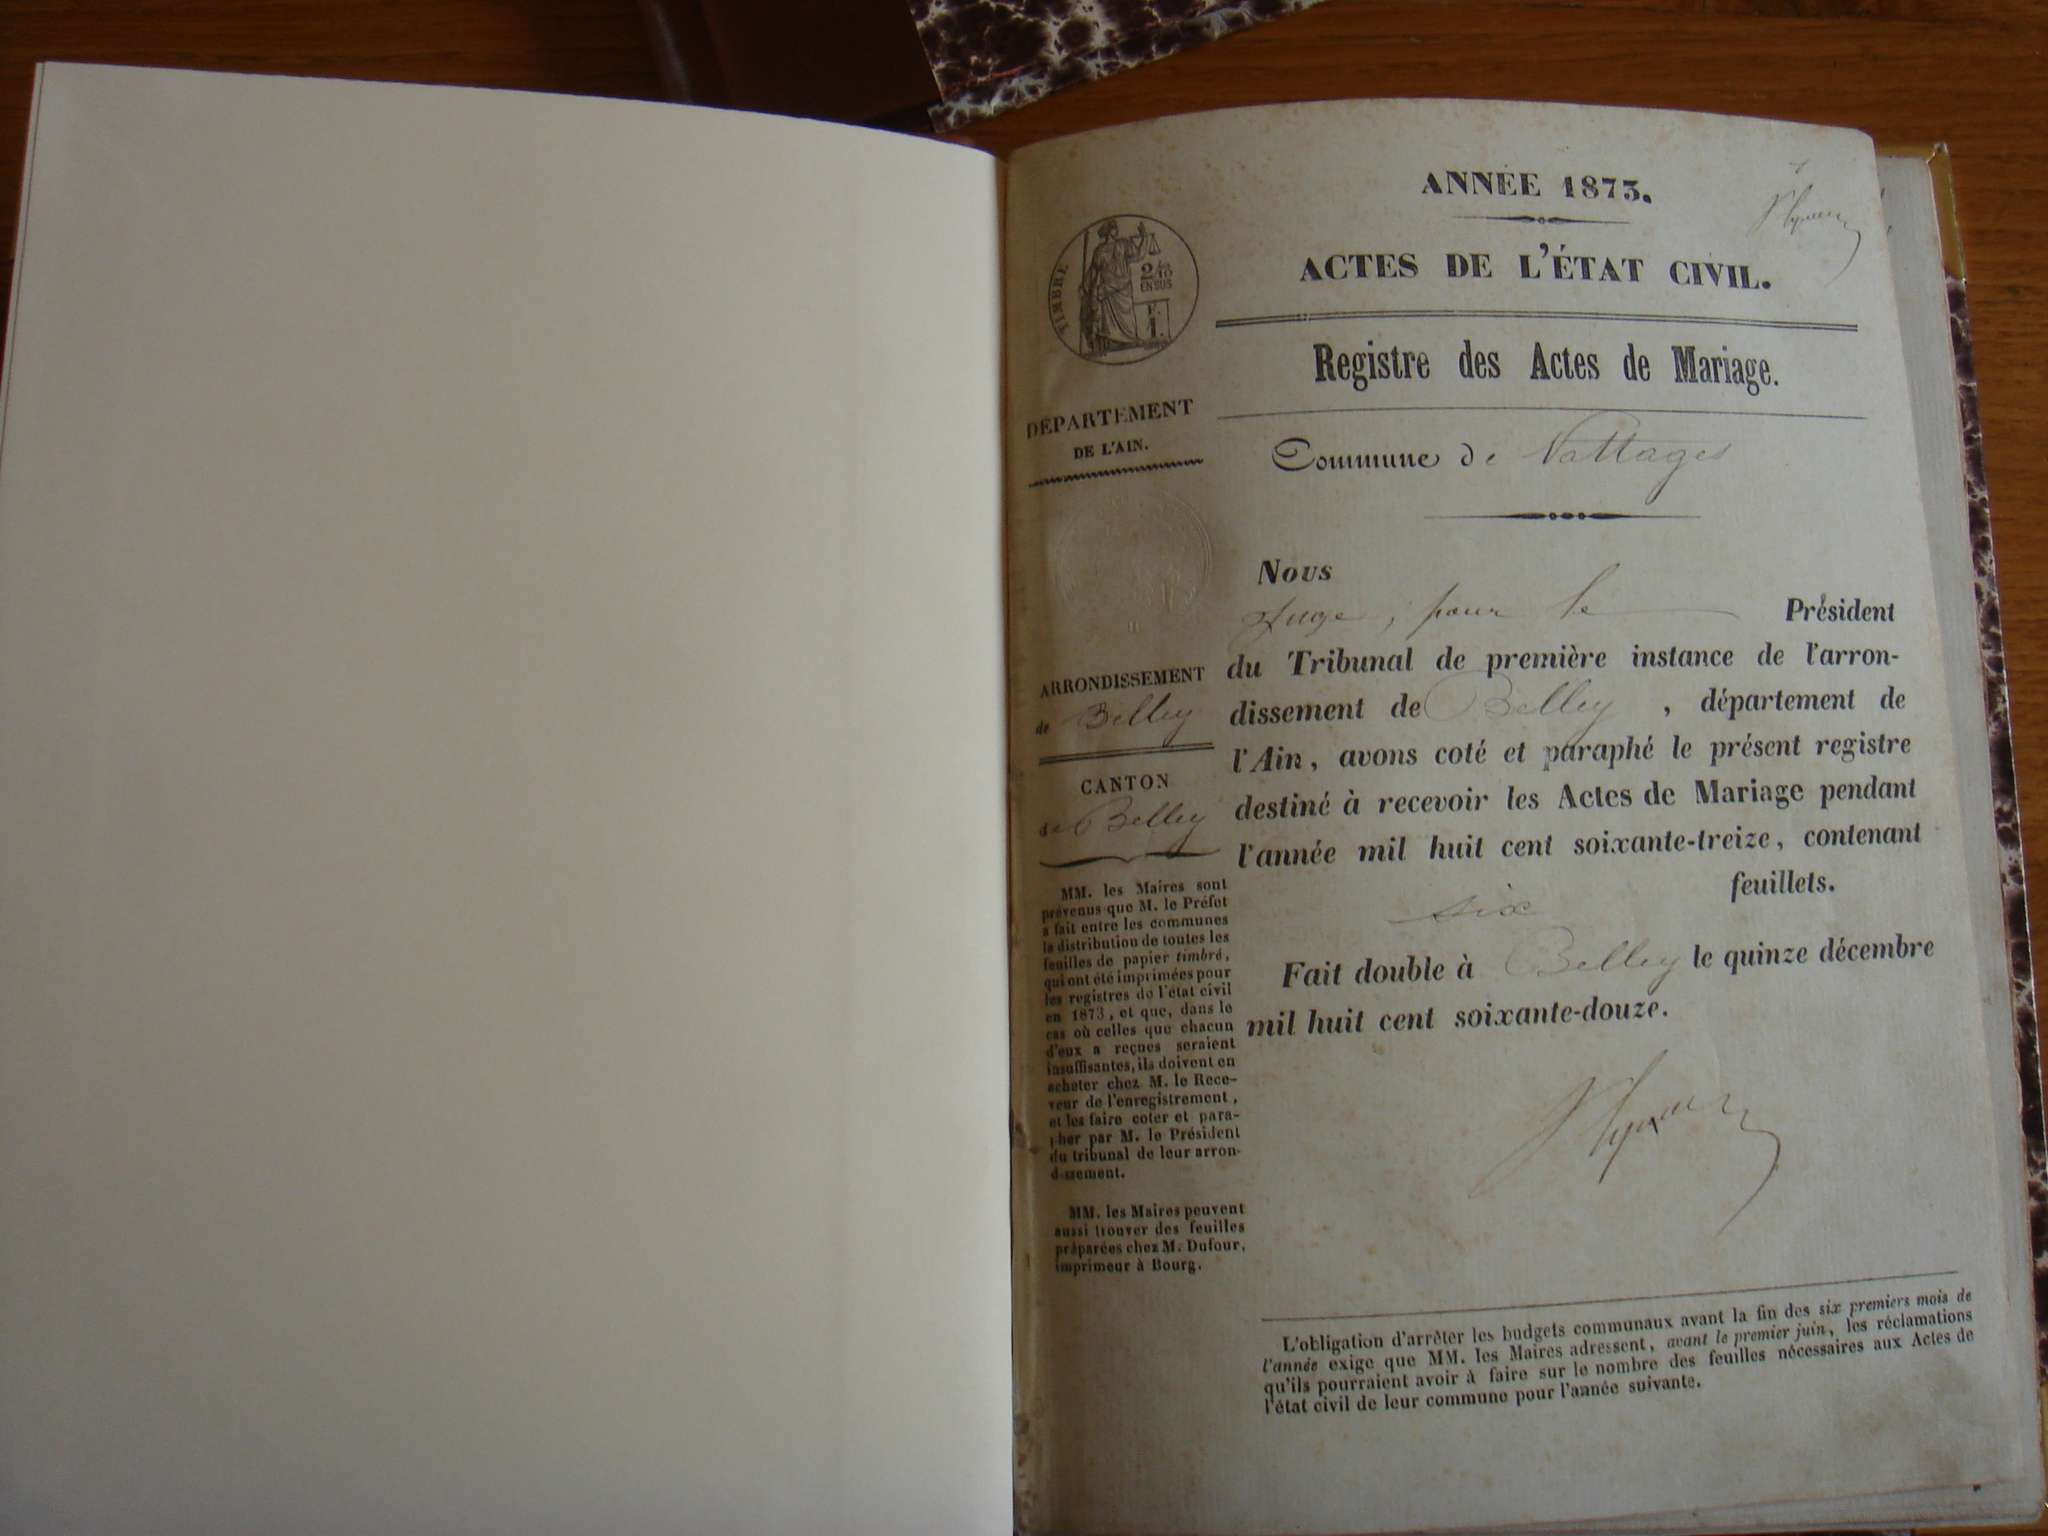 ANNÉE 1873.
ACTES DE L'ÉTAT CIVIL.
Registre des Actes de Mariage.
Commune de Nattages
TIMBRE
2/10
EN SUS
1 F.
DÉPARTEMENT
DE L'AIN.
ARRONDISSEMENT
de Belley
CANTON
de Belley
MM. les Maires sont
prévenus que M. le Préfet
a fait entre les communes
la distribution de toutes les
feuilles de papier timbré,
qui ont été imprimées pour
les registres de l'état civil
en 1873, et que, dans le
cas où celles que chacun
d'eux a reçues seraient
insuffisantes, ils doivent en
acheter chez M. le Rece-
veur de l'enregistrement,
et les faire coter et para-
pher par M. le Président
du tribunal de leur arron-
dissement.
MM. les Maires peuvent
aussi trouver des feuilles
préparées chez M. Dufour,
imprimeur à Bourg.
Nous
Juge, pour le Président
du Tribunal de première instance de l'arron-
dissement de Belley, département de
l'Ain, avons coté et paraphé le présent registre
destiné à recevoir les Actes de Mariage pendant
l'année mil huit cent soixante-treize, contenant
six feuillets.
Fait double à Belley le quinze décembre
mil huit cent soixante-douze.
L'obligation d'arrêter les budgets communaux avant la fin des six premiers mois de
l'année exige que MM. les Maires adressent, avant le premier juin, les réclamations
qu'ils pourraient avoir à faire sur le nombre des feuilles nécessaires aux Actes de
l'état civil de leur commune pour l'année suivante.